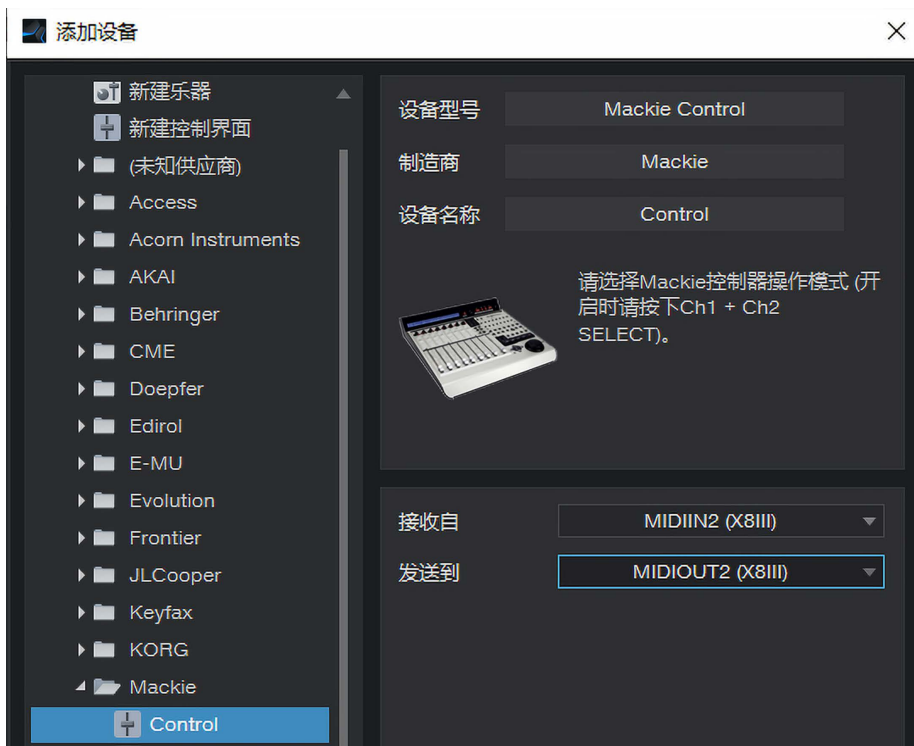 添加设备
新建乐器
新建控制界面
(未知供应商)
Access
Acorn Instruments
AKAI
Behringer
CME
Doepfer
Edirol
E-MU
Evolution
Frontier
JLCooper
Keyfax
KORG
Mackie
Control
设备型号 Mackie Control
制造商 Mackie
设备名称 Control
请选择Mackie控制器操作模式 (开
启时请按下Ch1 + Ch2
SELECT)。
接收自 MIDIIN2 (X8III)
发送到 MIDIOUT2 (X8III)